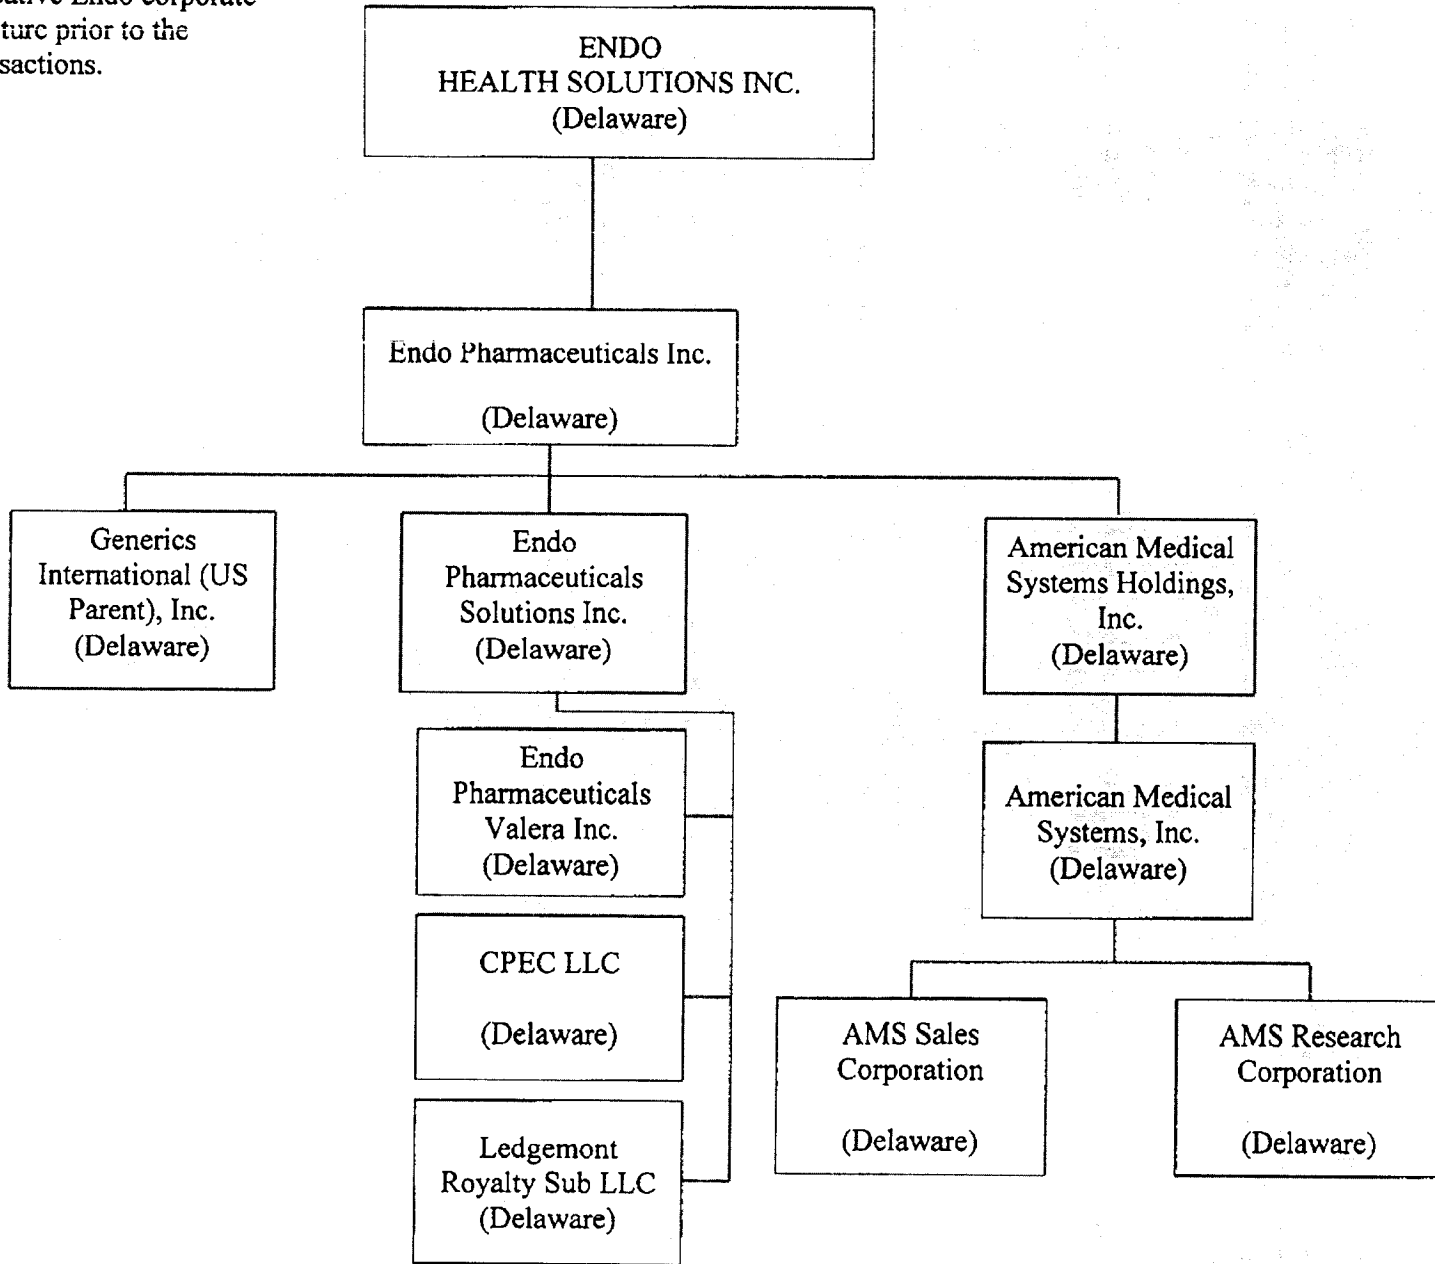 ture prior to the
sactions.
ENDO
HEALTH SOLUTIONS INC.
(Delaware)
Endo Pharmaceuticals Inc.
(Delaware)
Generics
International (US
Parent), Inc.
(Delaware)
Endo
Pharmaceuticals
Solutions Inc.
(Delaware)
American Medical
Systems Holdings,
Inc.
(Delaware)
Endo
Pharmaceuticals
Valera Inc.
(Delaware)
American Medical
Systems, Inc.
(Delaware)
CPEC LLC
(Delaware)
AMS Sales
Corporation
(Delaware)
AMS Research
Corporation
(Delaware)
Ledgemont
Royalty Sub LLC
(Delaware)